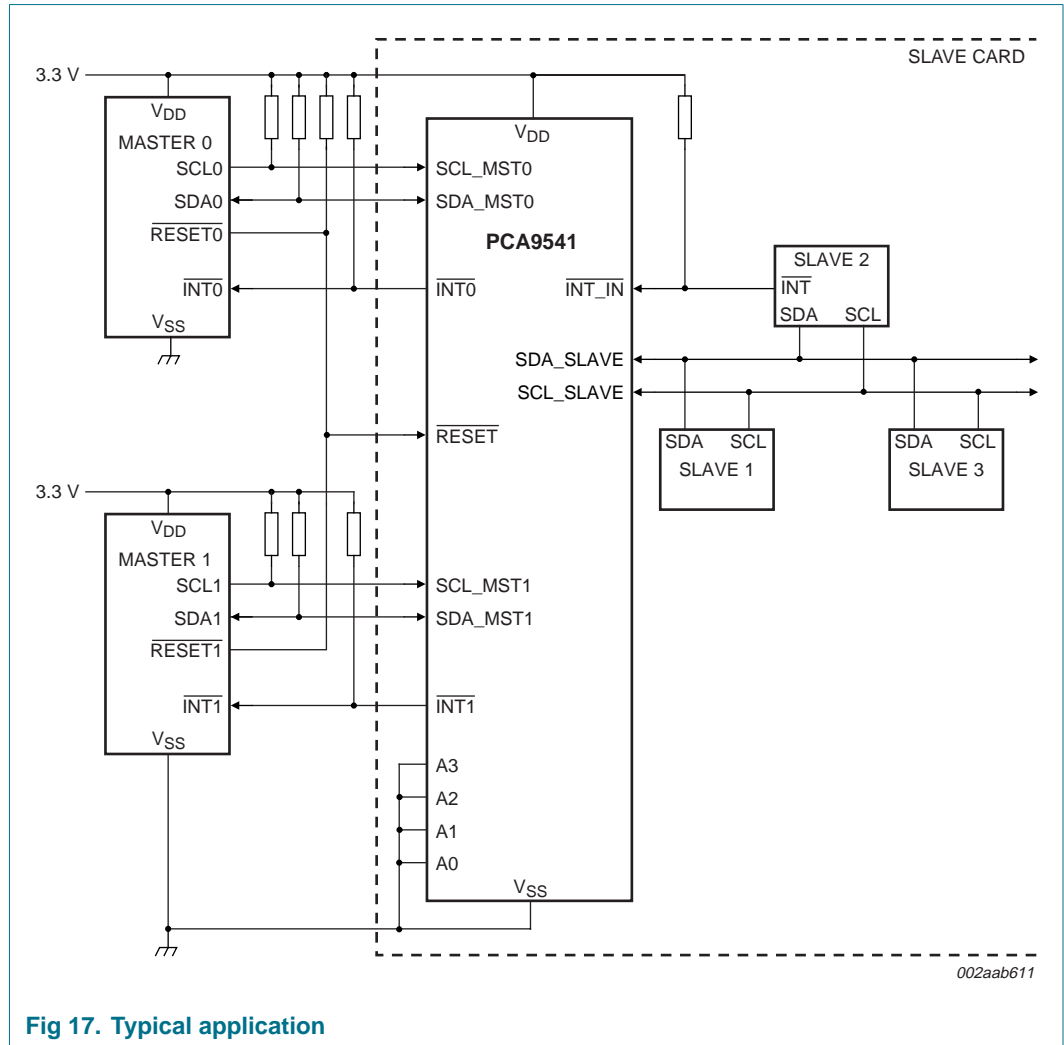 SLAVE CARD
3.3 V
VDD
MASTER 0
SCL0
SDA0
RESET0
INT0
VSS
VDD
SCL_MST0
SDA_MST0
PCA9541
INT0
INT_IN
SDA_SLAVE
SCL_SLAVE
RESET
SLAVE 2
INT
SDA SCL
SDA SCL
SLAVE 1
SDA SCL
SLAVE 3
3.3 V
VDD
MASTER 1
SCL1
SDA1
RESET1
INT1
VSS
SCL_MST1
SDA_MST1
INT1
A3
A2
A1
A0
VSS
002aab611
Fig 17. Typical application